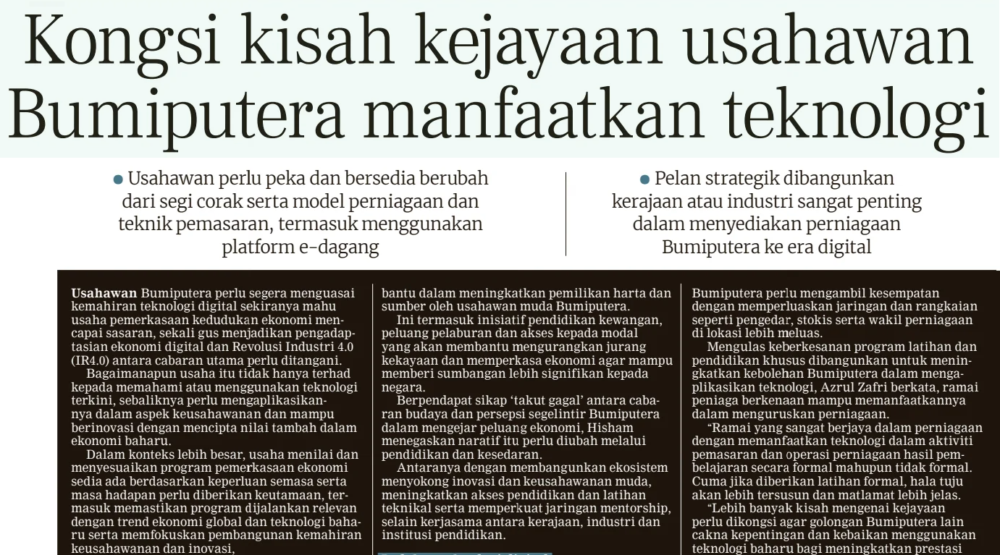 Kongsi kisah kejayaan usahawan
Bumiputera manfaatkan teknologi
● Usahawan perlu peka dan bersedia berubah
dari segi corak serta model perniagaan dan
teknik pemasaran, termasuk menggunakan
platform e-dagang
● Pelan strategik dibangunkan
kerajaan atau industri sangat penting
dalam menyediakan perniagaan
Bumiputera ke era digital
Usahawan Bumiputera perlu segera menguasai
kemahiran teknologi digital sekiranya mahu
usaha pemerkasaan kedudukan ekonomi men-
capai sasaran, sekali gus menjadikan pengadap-
tasian ekonomi digital dan Revolusi Industri 4.0
(IR4.0) antara cabaran utama perlu ditangani.
Bagaimanapun usaha itu tidak hanya terhad
kepada memahami atau menggunakan teknologi
terkini, sebaliknya perlu mengaplikasikan-
nya dalam aspek keusahawanan dan mampu
berinovasi dengan mencipta nilai tambah dalam
ekonomi baharu.
Dalam konteks lebih besar, usaha menilai dan
menyesuaikan program pemerkasaan ekonomi
sedia ada berdasarkan keperluan semasa serta
masa hadapan perlu diberikan keutamaan, ter-
masuk memastikan program dijalankan relevan
dengan trend ekonomi global dan teknologi baha-
ru serta memfokuskan pembangunan kemahiran
keusahawanan dan inovasi,
bantu dalam meningkatkan pemilikan harta dan
sumber oleh usahawan muda Bumiputera.
Ini termasuk inisiatif pendidikan kewangan,
peluang pelaburan dan akses kepada modal
yang akan membantu mengurangkan jurang
kekayaan dan memperkasa ekonomi agar mampu
memberi sumbangan lebih signifikan kepada
negara.
Berpendapat sikap ‘takut gagal’ antara caba-
ran budaya dan persepsi segelintir Bumiputera
dalam mengejar peluang ekonomi, Hisham
menegaskan naratif itu perlu diubah melalui
pendidikan dan kesedaran.
Antaranya dengan membangunkan ekosistem
menyokong inovasi dan keusahawanan muda,
meningkatkan akses pendidikan dan latihan
teknikal serta memperkuat jaringan mentorship,
selain kerjasama antara kerajaan, industri dan
institusi pendidikan.
Bumiputera perlu mengambil kesempatan
dengan memperluaskan jaringan dan rangkaian
seperti pengedar, stokis serta wakil perniagaan
di lokasi lebih meluas.
Mengulas keberkesanan program latihan dan
pendidikan khusus dibangunkan untuk menin-
gkatkan kebolehan Bumiputera dalam menga-
plikasikan teknologi, Azrul Zafri berkata, ramai
peniaga berkenaan mampu memanfaatkannya
dalam menguruskan perniagaan.
“Ramai yang sangat berjaya dalam perniagaan
dengan memanfaatkan teknologi dalam aktiviti
pemasaran dan operasi perniagaan hasil pem-
belajaran secara formal mahupun tidak formal.
Cuma jika diberikan latihan formal, hala tuju
akan lebih tersusun dan matlamat lebih jelas.
“Lebih banyak kisah mengenai kejayaan
perlu dikongsi agar golongan Bumiputera lain
cakna kepentingan dan kebaikan menggunakan
teknologi baharu bagi meningkatkan prestasi